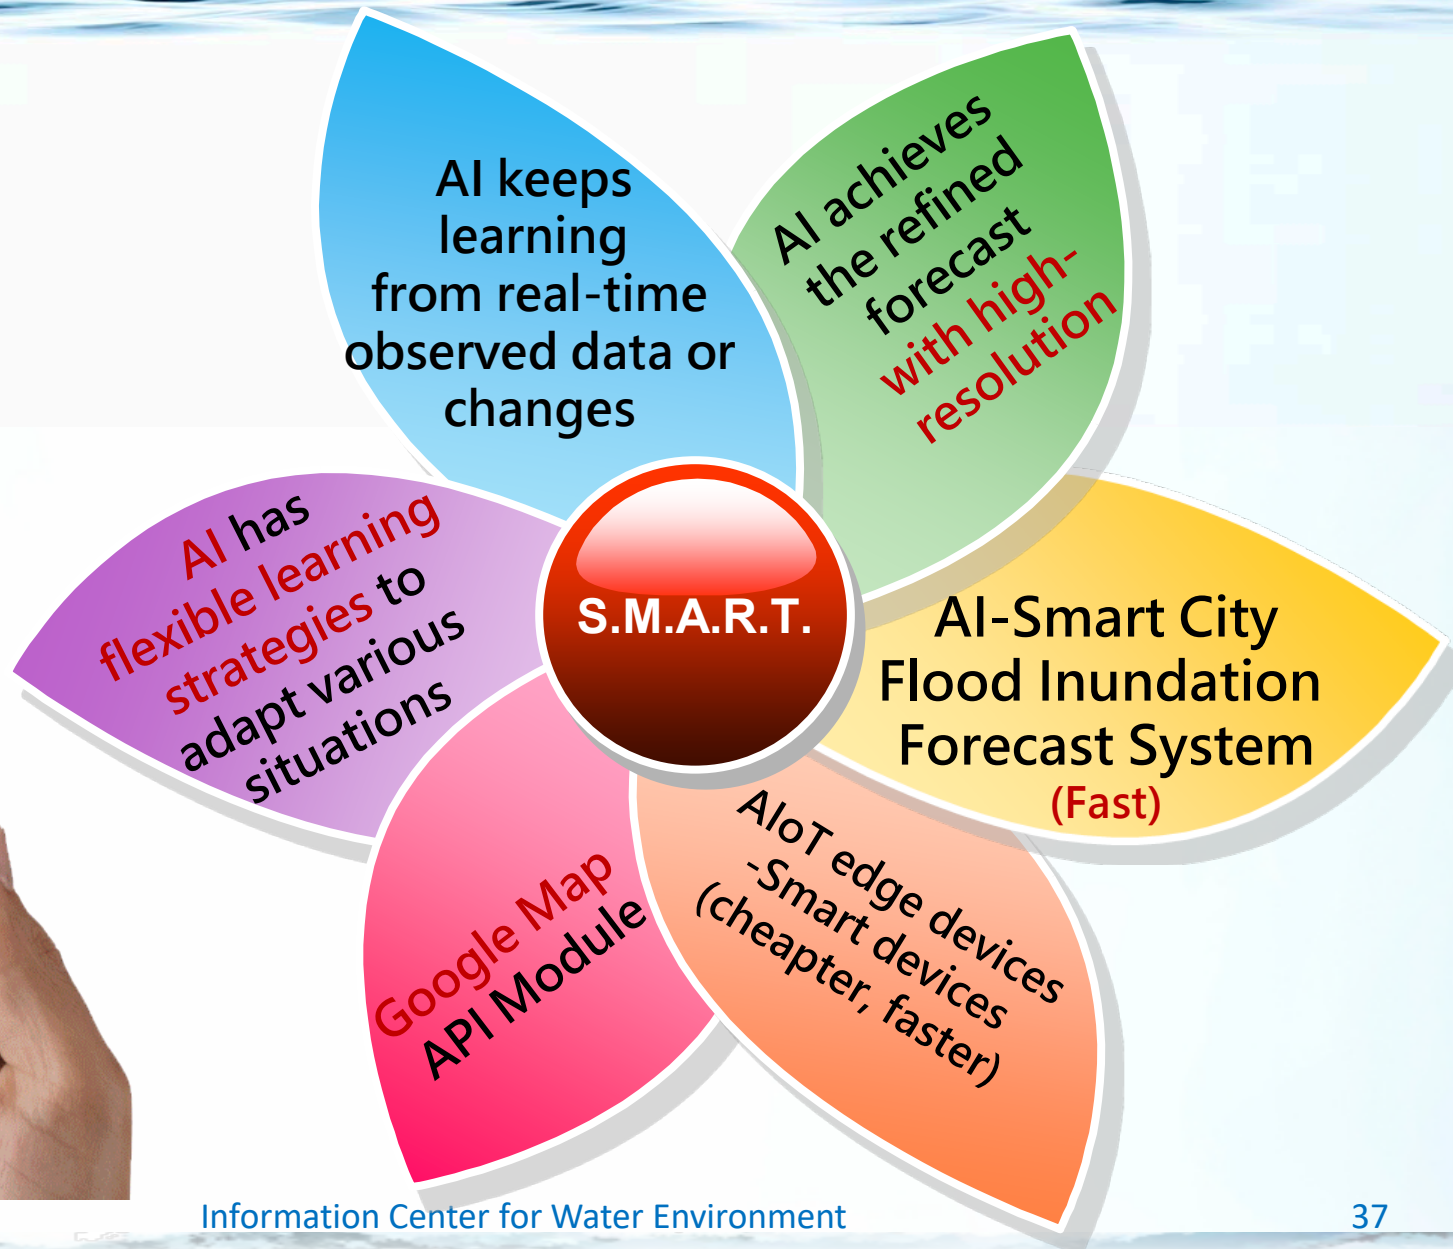 AI keeps
learning
from real-time
observed data or
changes
AI achieves
the refined
forecast
with high-
resolution
AI has
flexible learning
strategies to
adapt various
situations
S.M.A.R.T.
AI-Smart City
Flood Inundation
Forecast System
(Fast)
Google Map
API Module
AIoT edge devices
-Smart devices
(cheapter, faster)
Information Center for Water Environment
37